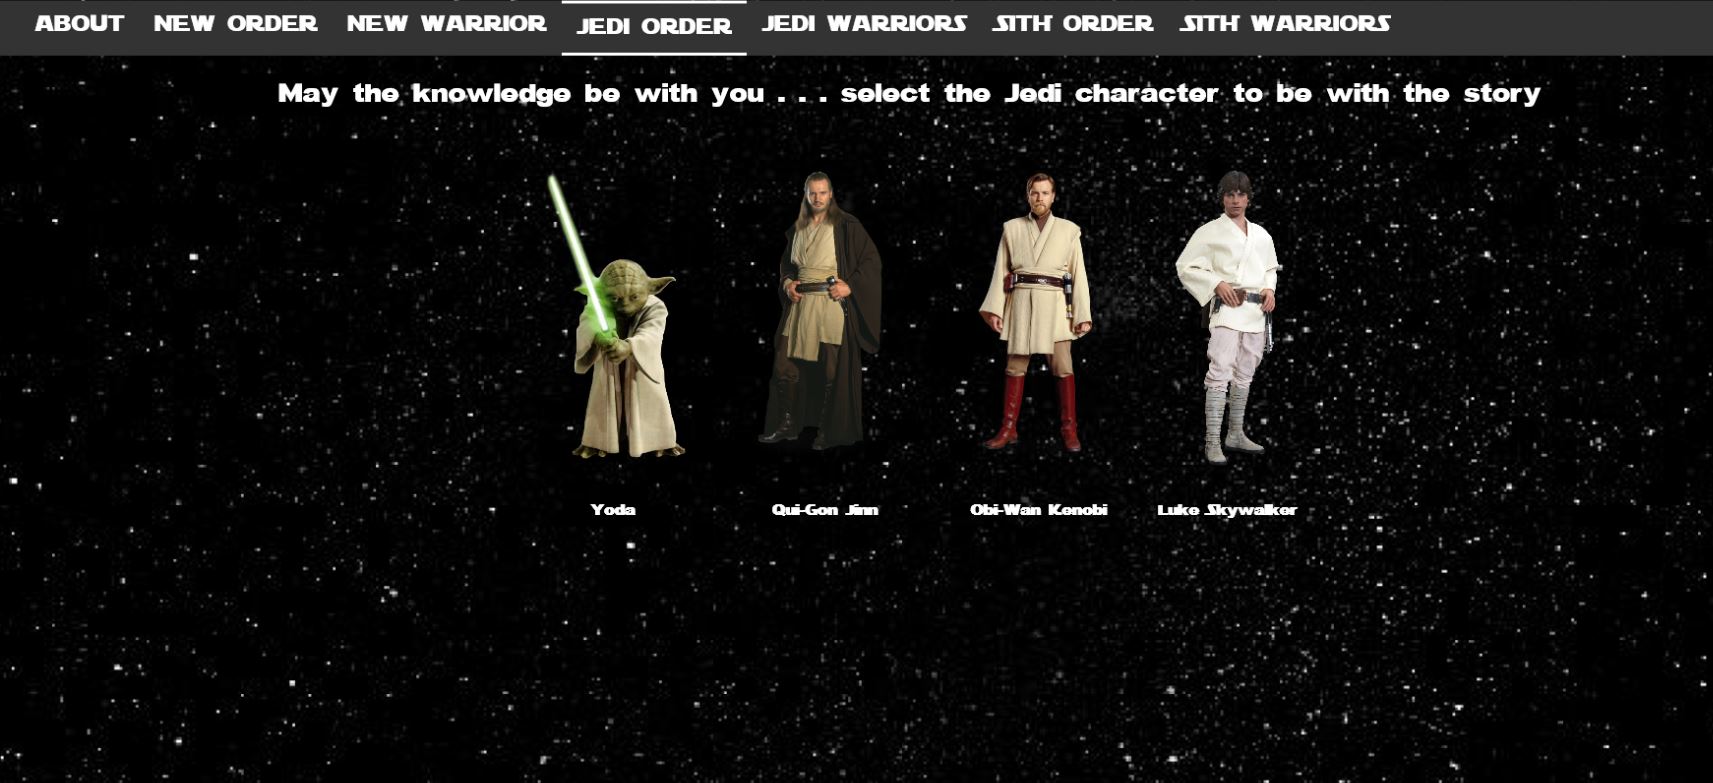 ABOUT NEW ORDER NEW WARRIOR JEDI ORDER JEDI WARRIORS SITH ORDER SITH WARRIORS
May the knowledge be with you . . . select the Jedi character to be with the story
Yoda Qui-Gon Jinn Obi-Wan Kenobi Luke Skywalker